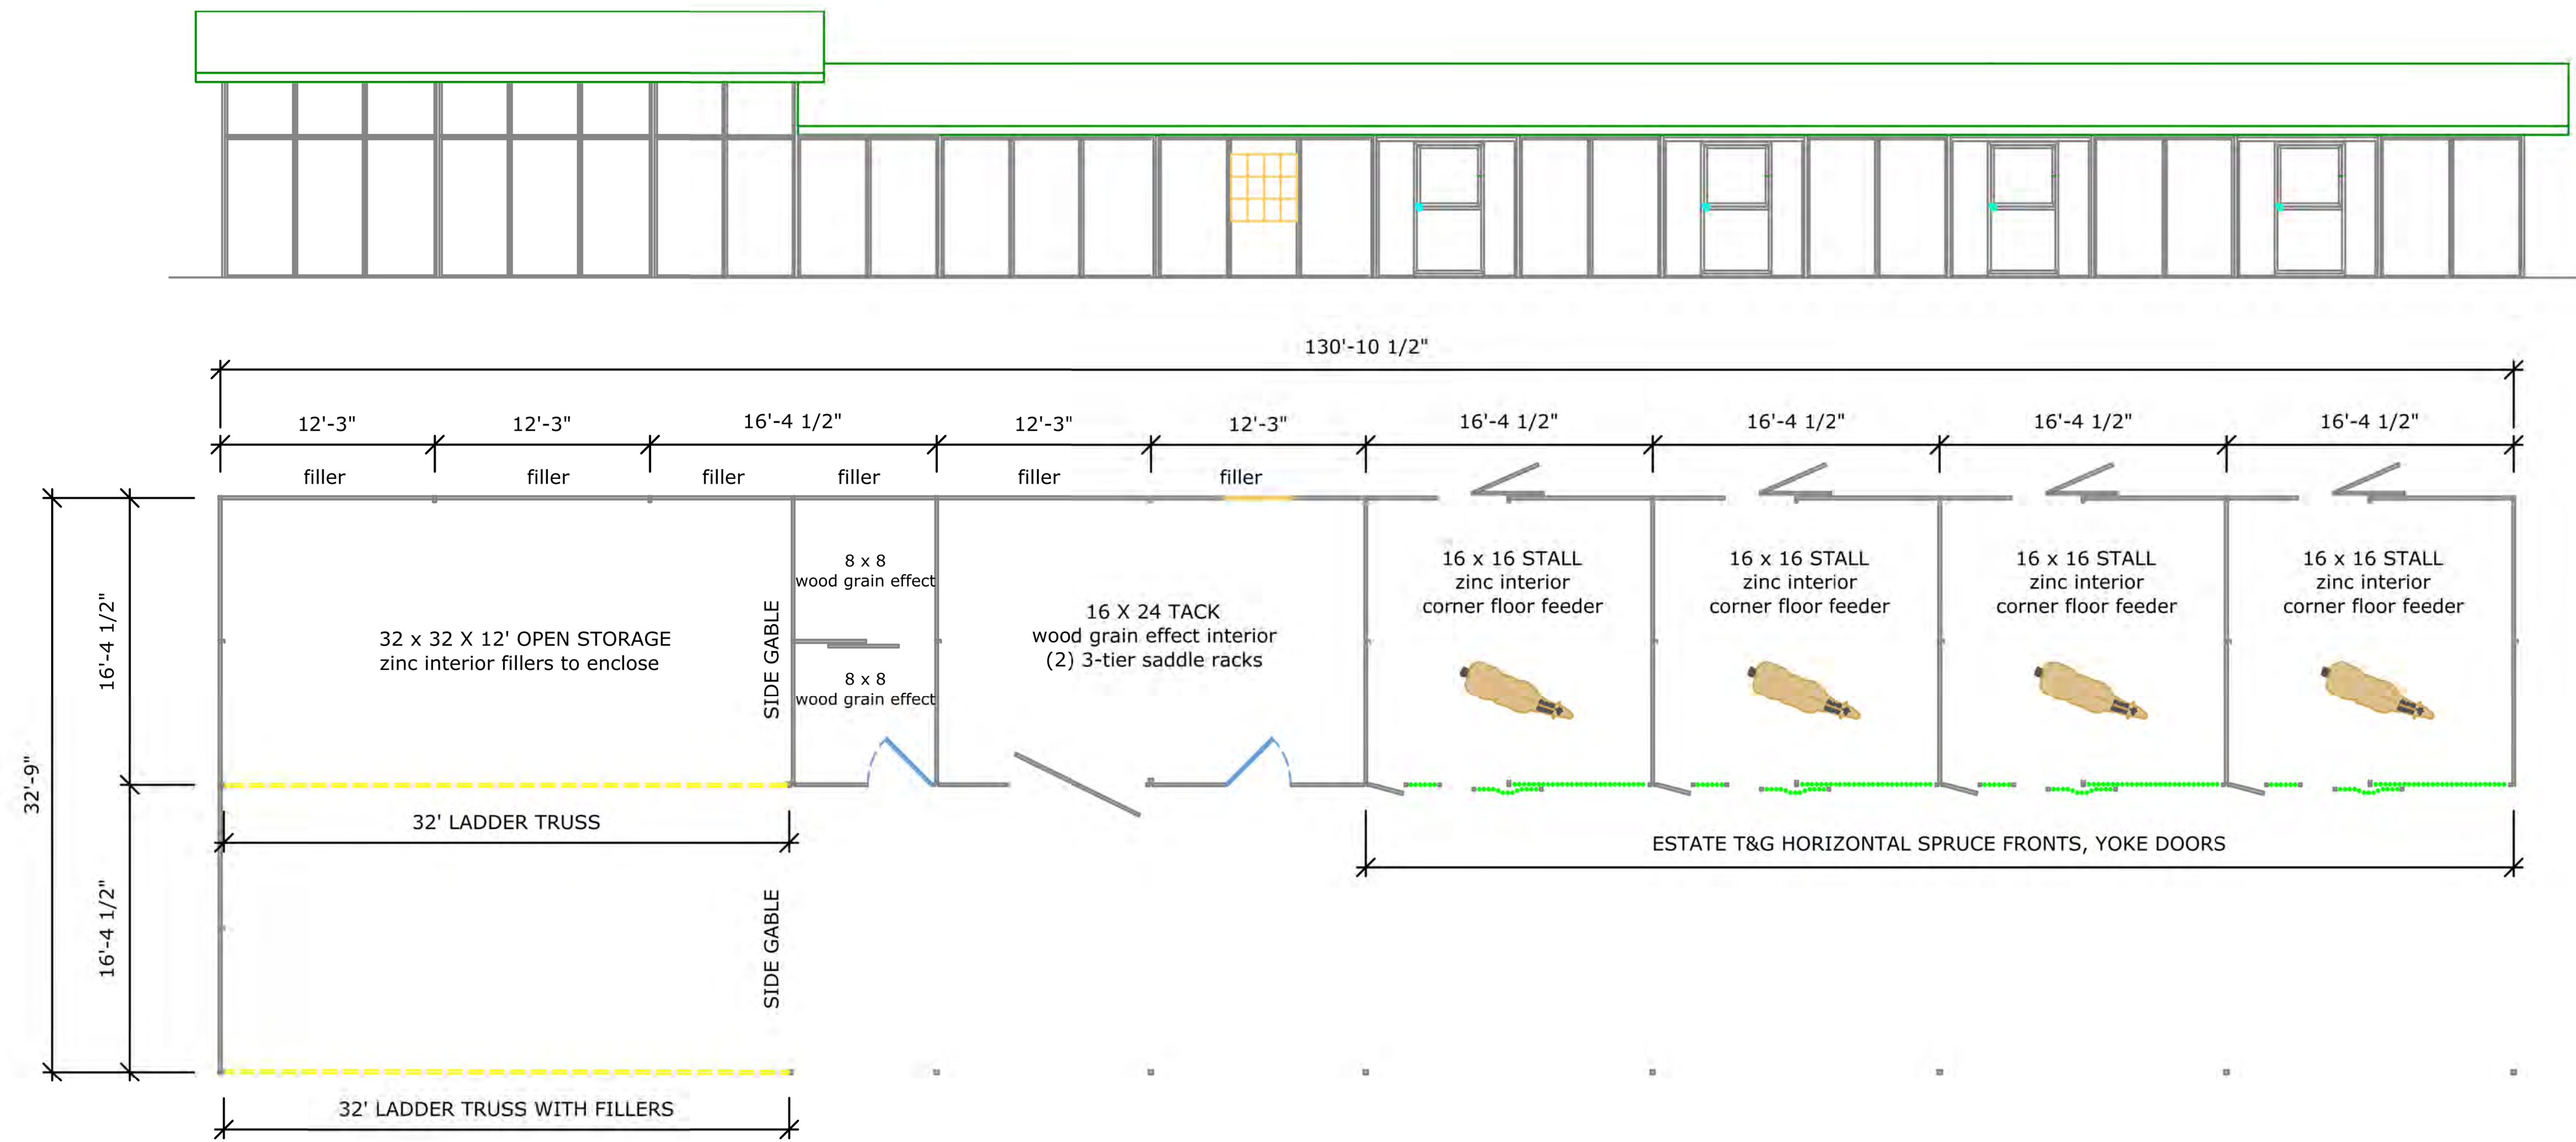 130'-10 1/2"
12'-3"
12'-3"
16'-4 1/2"
12'-3"
12'-3"
16'-4 1/2"
16'-4 1/2"
16'-4 1/2"
16'-4 1/2"
filler
filler
filler
filler
filler
filler
32'-9"
16'-4 1/2"
16'-4 1/2"
32 x 32 X 12' OPEN STORAGE
zinc interior fillers to enclose
SIDE GABLE
8 x 8
wood grain effect
8 x 8
wood grain effect
16 X 24 TACK
wood grain effect interior
(2) 3-tier saddle racks
16 x 16 STALL
zinc interior
corner floor feeder
16 x 16 STALL
zinc interior
corner floor feeder
16 x 16 STALL
zinc interior
corner floor feeder
16 x 16 STALL
zinc interior
corner floor feeder
32' LADDER TRUSS
ESTATE T&G HORIZONTAL SPRUCE FRONTS, YOKE DOORS
SIDE GABLE
32' LADDER TRUSS WITH FILLERS